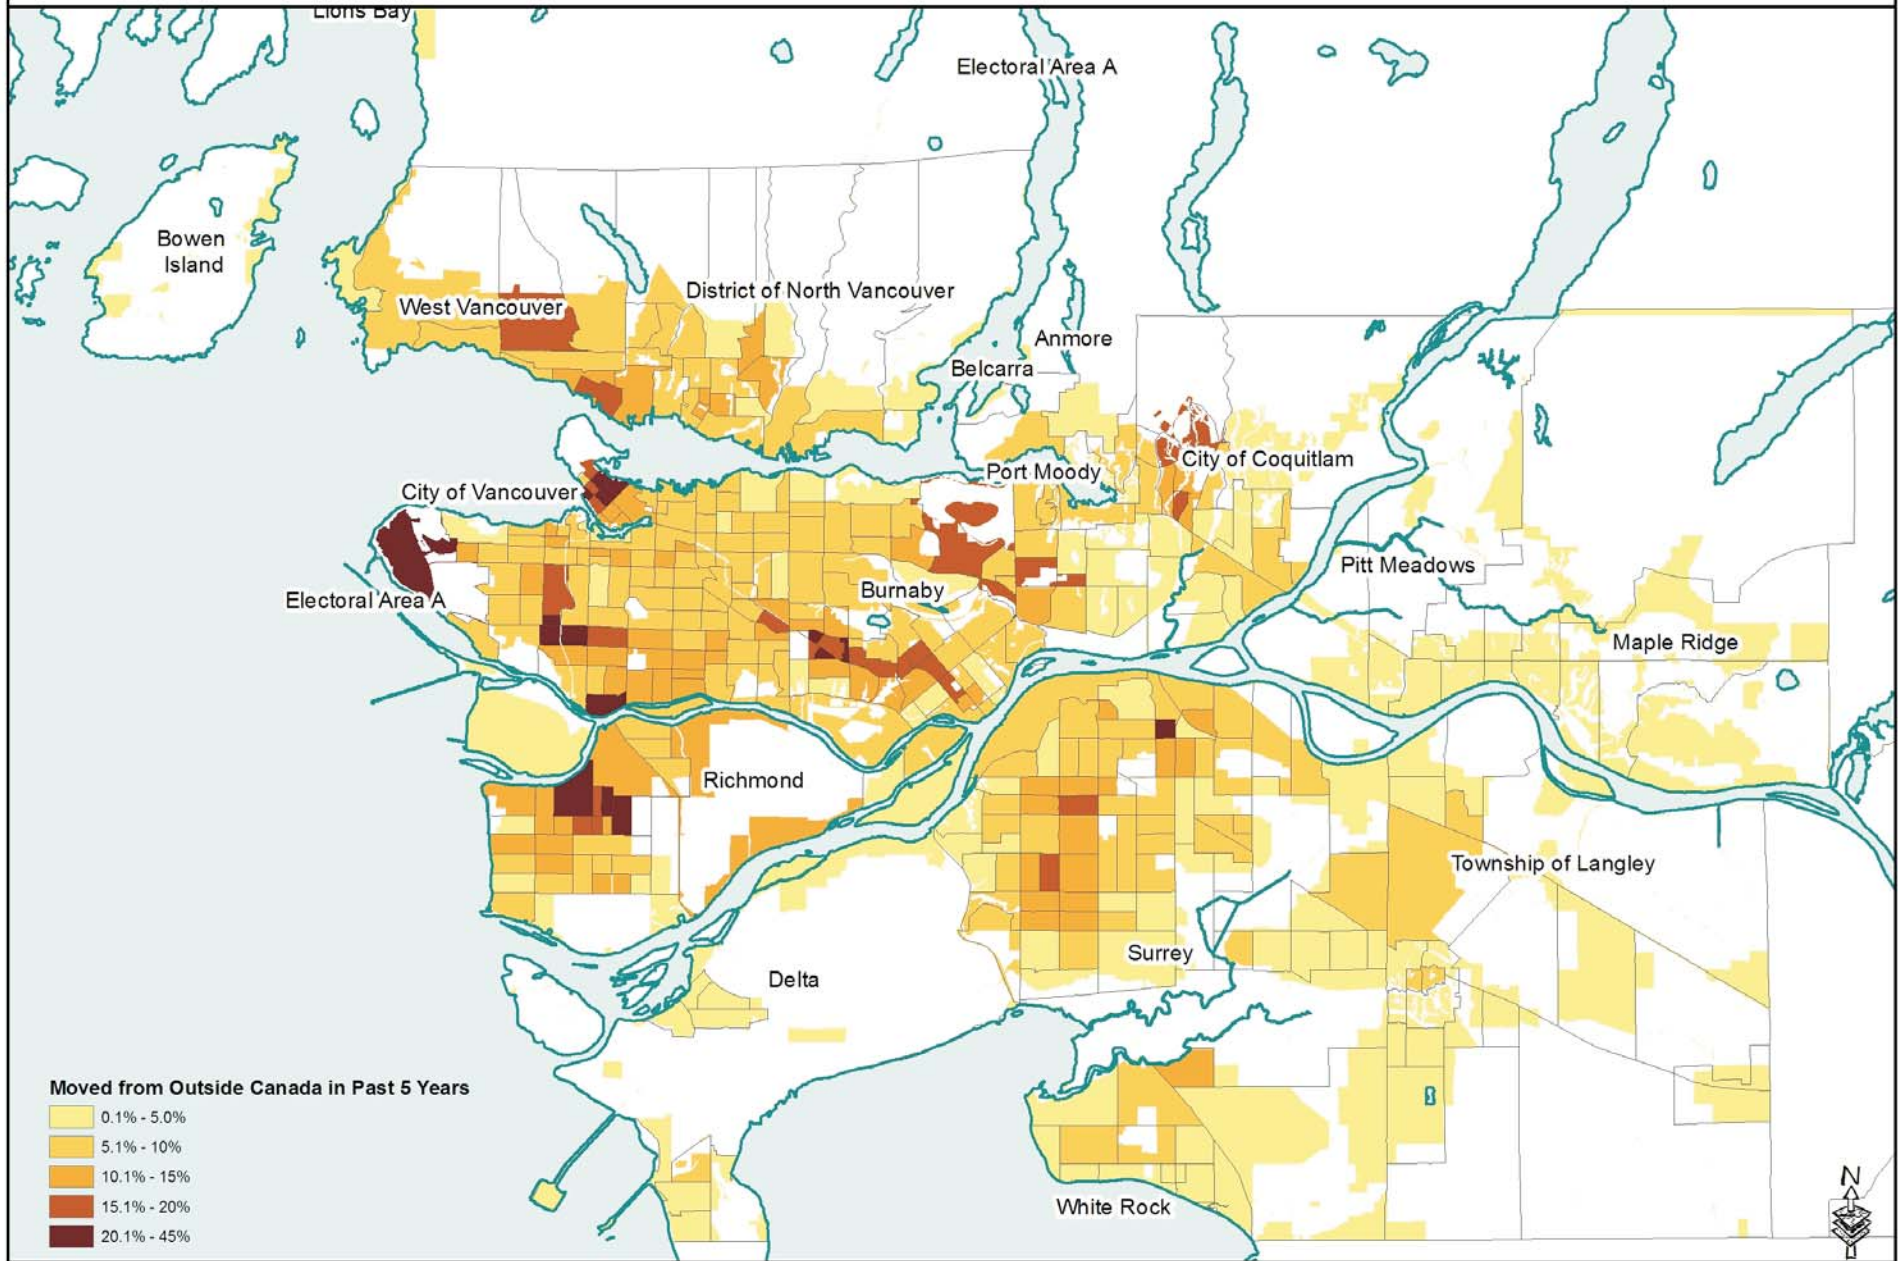 Lions Bay
Electoral Area A
Bowen
Island
West Vancouver
District of North Vancouver
Anmore
Belcarra
City of Coquitlam
Port Moody
City of Vancouver
Pitt Meadows
Burnaby
Electoral Area A
Maple Ridge
Richmond
Township of Langley
Surrey
Delta
Moved from Outside Canada in Past 5 Years
0.1% - 5.0%
5.1% - 10%
10.1% - 15%
15.1% - 20%
20.1% - 45%
White Rock
N